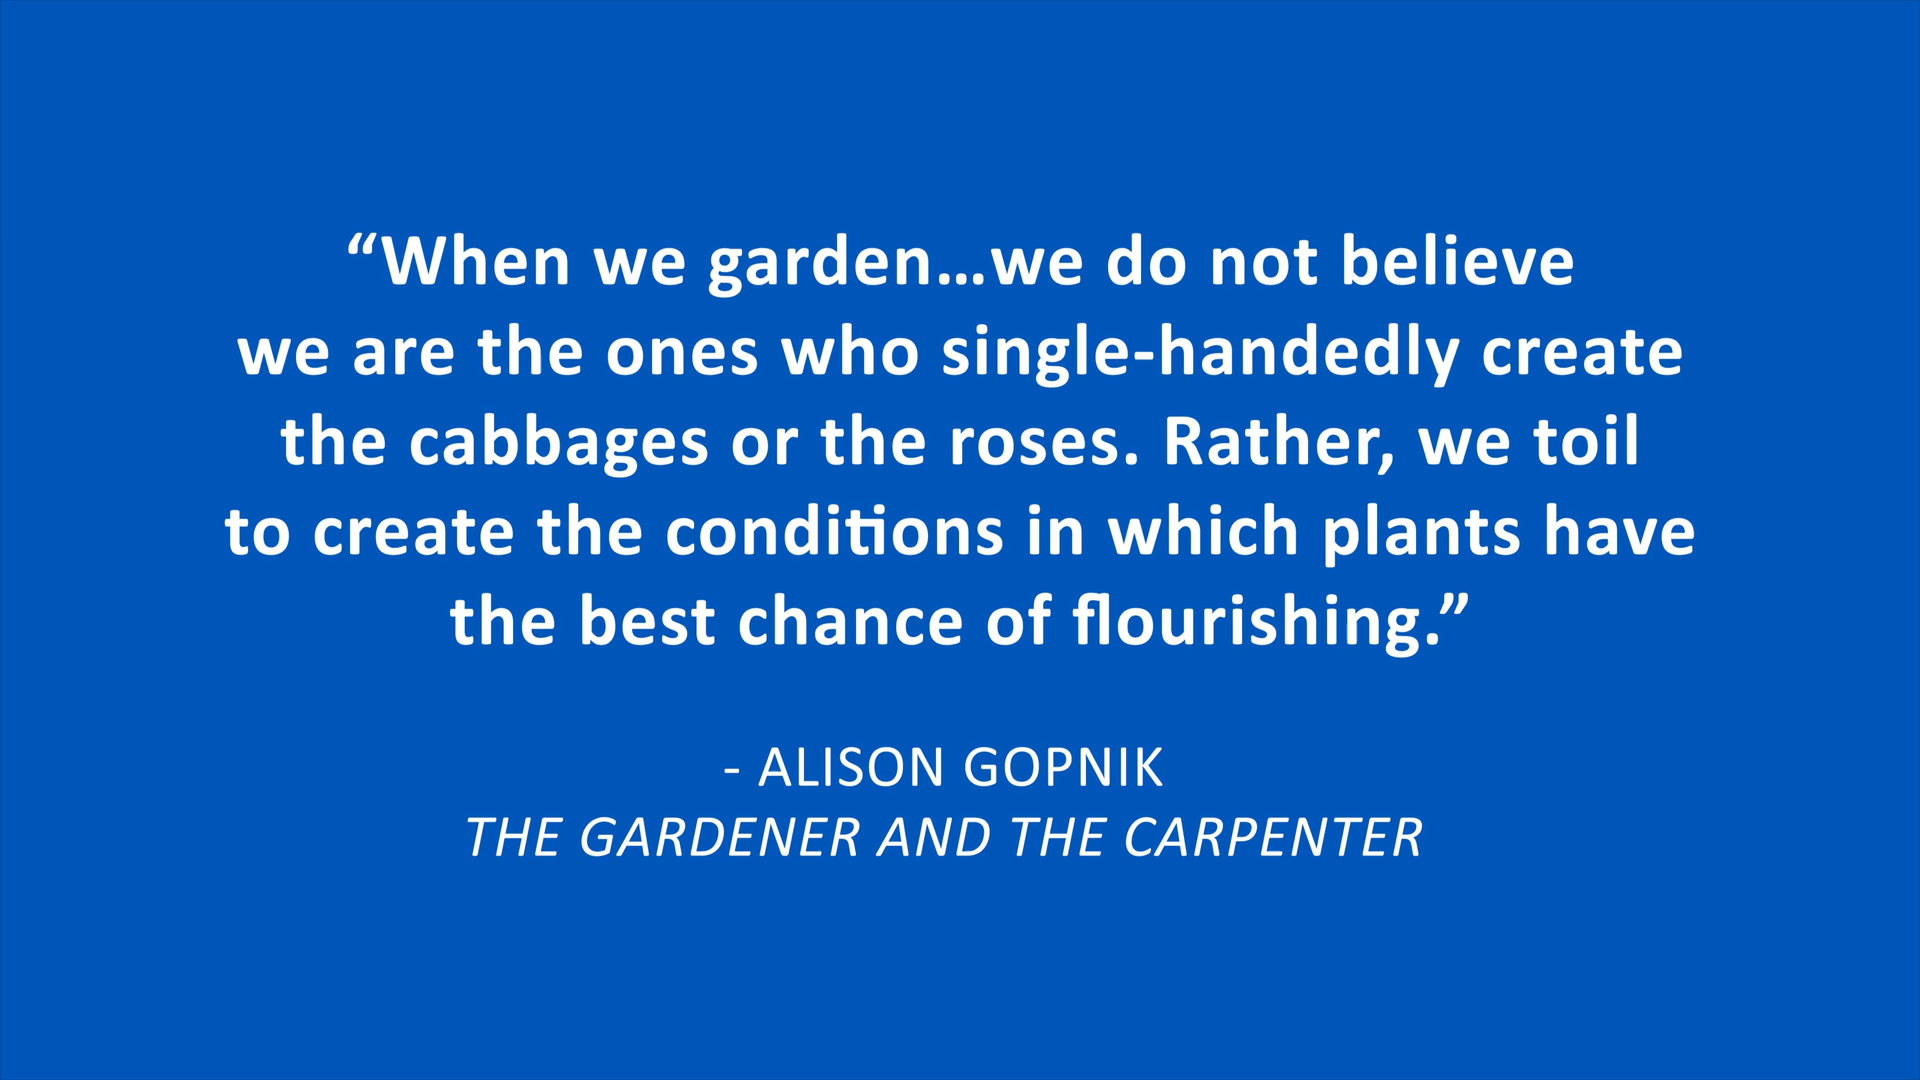 “When we garden…we do not believe
we are the ones who single-handedly create
the cabbages or the roses. Rather, we toil
to create the conditions in which plants have
the best chance of flourishing.”
- ALISON GOPNIK
THE GARDENER AND THE CARPENTER